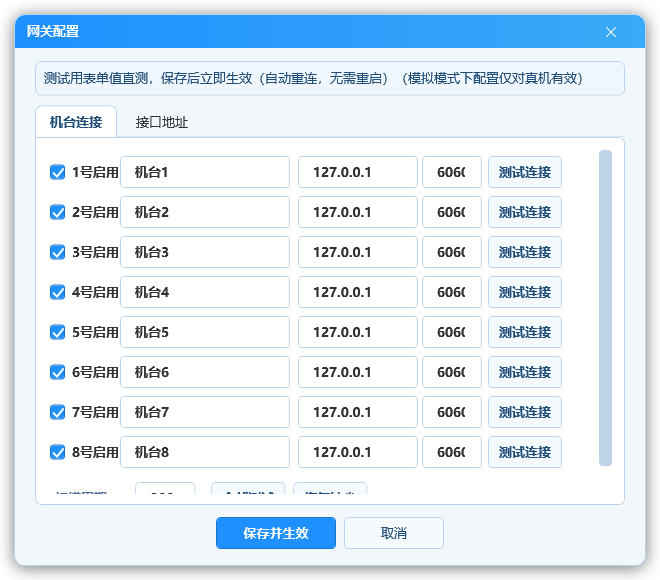 网关配置
测试用表单值直测，保存后立即生效（自动重连，无需重启）（模拟模式下配置仅对真机有效）
机台连接 接口地址
1号启用 机台1 127.0.0.1 6060 测试连接
2号启用 机台2 127.0.0.1 6060 测试连接
3号启用 机台3 127.0.0.1 6060 测试连接
4号启用 机台4 127.0.0.1 6060 测试连接
5号启用 机台5 127.0.0.1 6060 测试连接
6号启用 机台6 127.0.0.1 6060 测试连接
7号启用 机台7 127.0.0.1 6060 测试连接
8号启用 机台8 127.0.0.1 6060 测试连接
保存并生效 取消